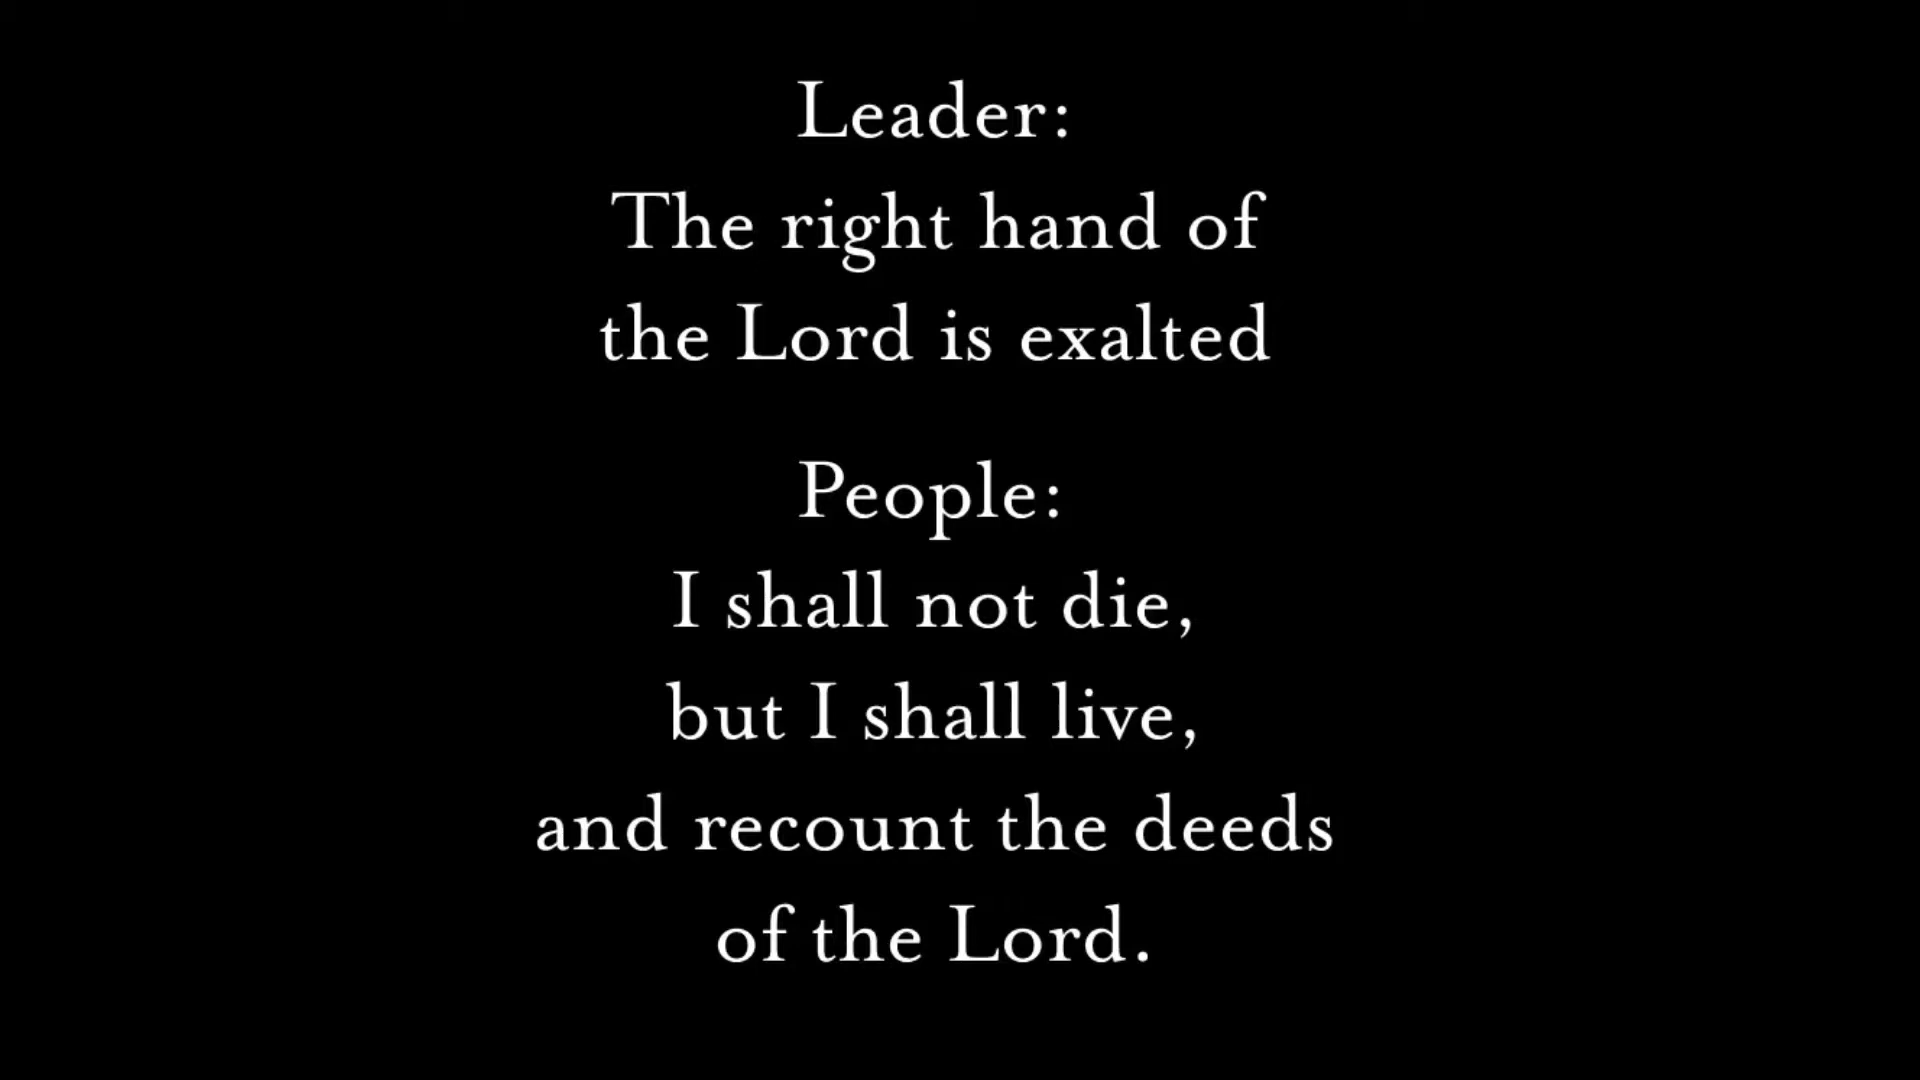 Leader:
The right hand of
the Lord is exalted
People:
I shall not die,
but I shall live,
and recount the deeds
of the Lord.